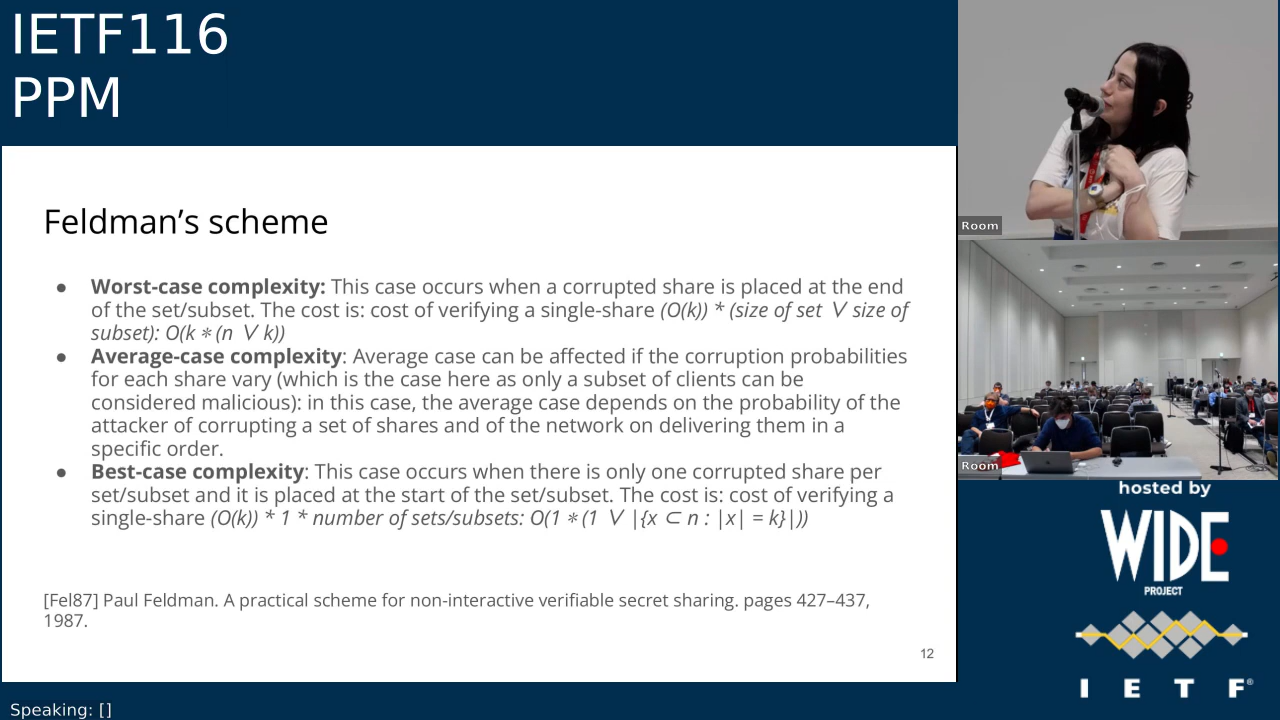 IETF116
PPM
Feldman’s scheme
● Worst-case complexity: This case occurs when a corrupted share is placed at the end
of the set/subset. The cost is: cost of verifying a single-share (O(k)) * (size of set ∨ size of
subset): O(k ∗ (n ∨ k))
● Average-case complexity: Average case can be affected if the corruption probabilities
for each share vary (which is the case here as only a subset of clients can be
considered malicious): in this case, the average case depends on the probability of the
attacker of corrupting a set of shares and of the network on delivering them in a
specific order.
● Best-case complexity: This case occurs when there is only one corrupted share per
set/subset and it is placed at the start of the set/subset. The cost is: cost of verifying a
single-share (O(k)) * 1 * number of sets/subsets: O(1 ∗ (1 ∨ |{x ⊂ n : |x| = k}|))
[Fel87] Paul Feldman. A practical scheme for non-interactive verifiable secret sharing. pages 427–437,
1987.
12
Speaking: []
Room
Room
hosted by
WIDE
PROJECT
I E T F®